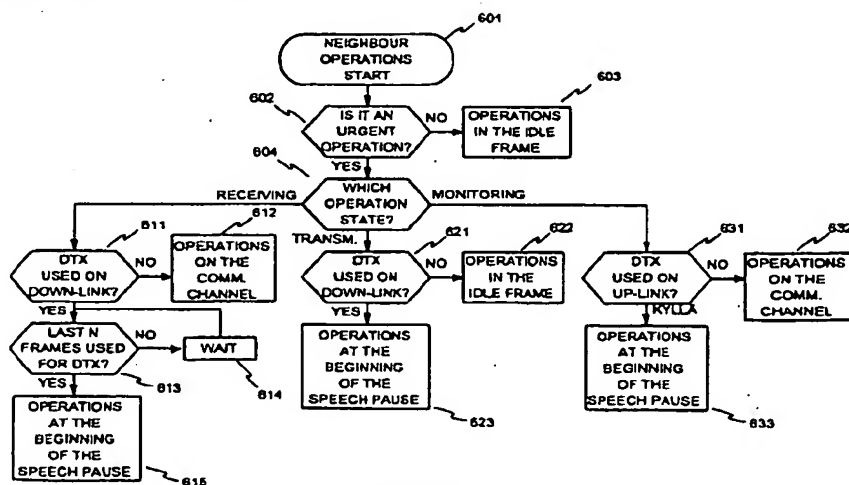 601
NEIGHBOUR
OPERATIONS
START
602
IS IT AN
URGENT
OPERATION?
NO
603
OPERATIONS
IN THE IDLE
FRAME
YES
604
WHICH
OPERATION
STATE?
RECEIVING
MONITORING
TRANSM.
611
DTX
USED ON
DOWN-LINK?
NO
612
OPERATIONS
ON THE
COMM.
CHANNEL
621
DTX
USED ON
DOWN-LINK?
NO
622
OPERATIONS
IN THE
IDLE FRAME
631
DTX
USED ON
UP-LINK?
NO
632
OPERATIONS
ON THE
COMM.
CHANNEL
YES
LAST N
FRAMES USED
FOR DTX?
613
NO
WAIT
614
YES
OPERATIONS
AT THE
BEGINNING
OF THE
SPEECH PAUSE
615
YES
OPERATIONS
AT THE
BEGINNING
OF THE
SPEECH PAUSE
623
KYLLA
OPERATIONS
AT THE
BEGINNING
OF THE
SPEECH PAUSE
633